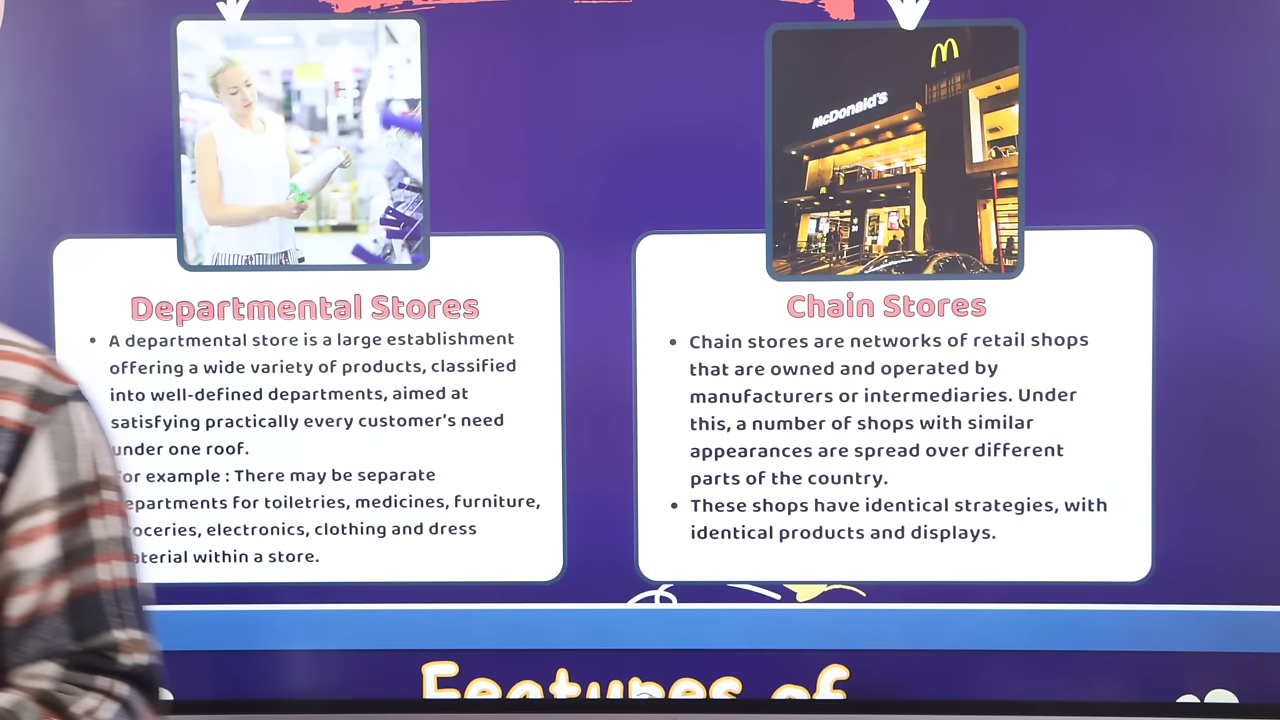 McDonald's
Departmental Stores
• A departmental store is a large establishment
offering a wide variety of products, classified
into well-defined departments, aimed at
satisfying practically every customer's need
under one roof.
For example : There may be separate
departments for toiletries, medicines, furniture,
groceries, electronics, clothing and dress
material within a store.
Chain Stores
• Chain stores are networks of retail shops
that are owned and operated by
manufacturers or intermediaries. Under
this, a number of shops with similar
appearances are spread over different
parts of the country.
• These shops have identical strategies, with
identical products and displays.
Features of